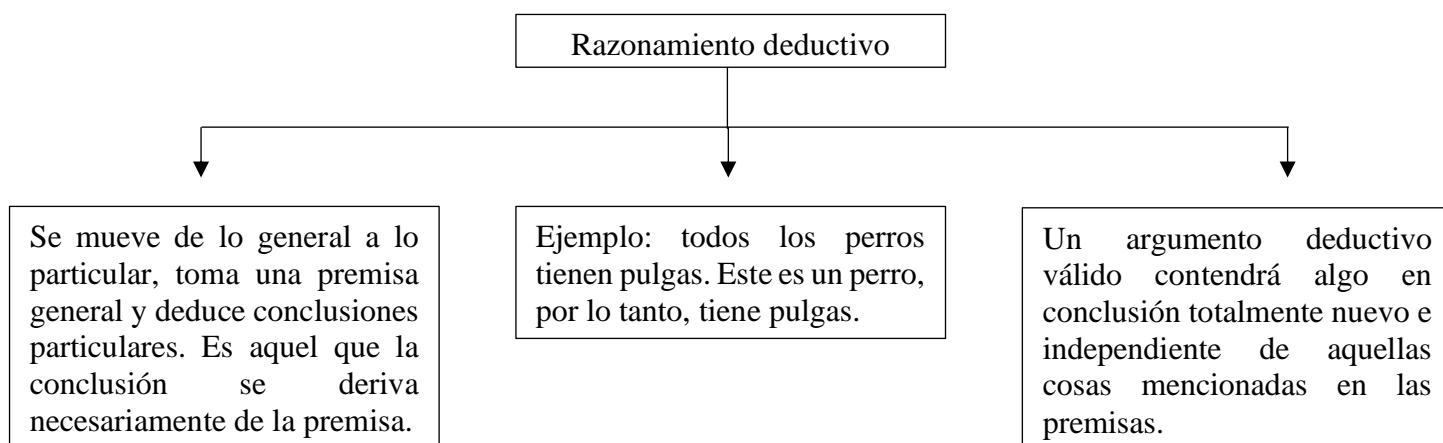 Razonamiento deductivo
Se mueve de lo general a lo
particular, toma una premisa
general y deduce conclusiones
particulares. Es aquel que la
conclusión se deriva
necesariamente de la premisa.
Ejemplo: todos los perros
tienen pulgas. Este es un perro,
por lo tanto, tiene pulgas.
Un argumento deductivo
válido contendrá algo en
conclusión totalmente nuevo e
independiente de aquellas
cosas mencionadas en las
premisas.